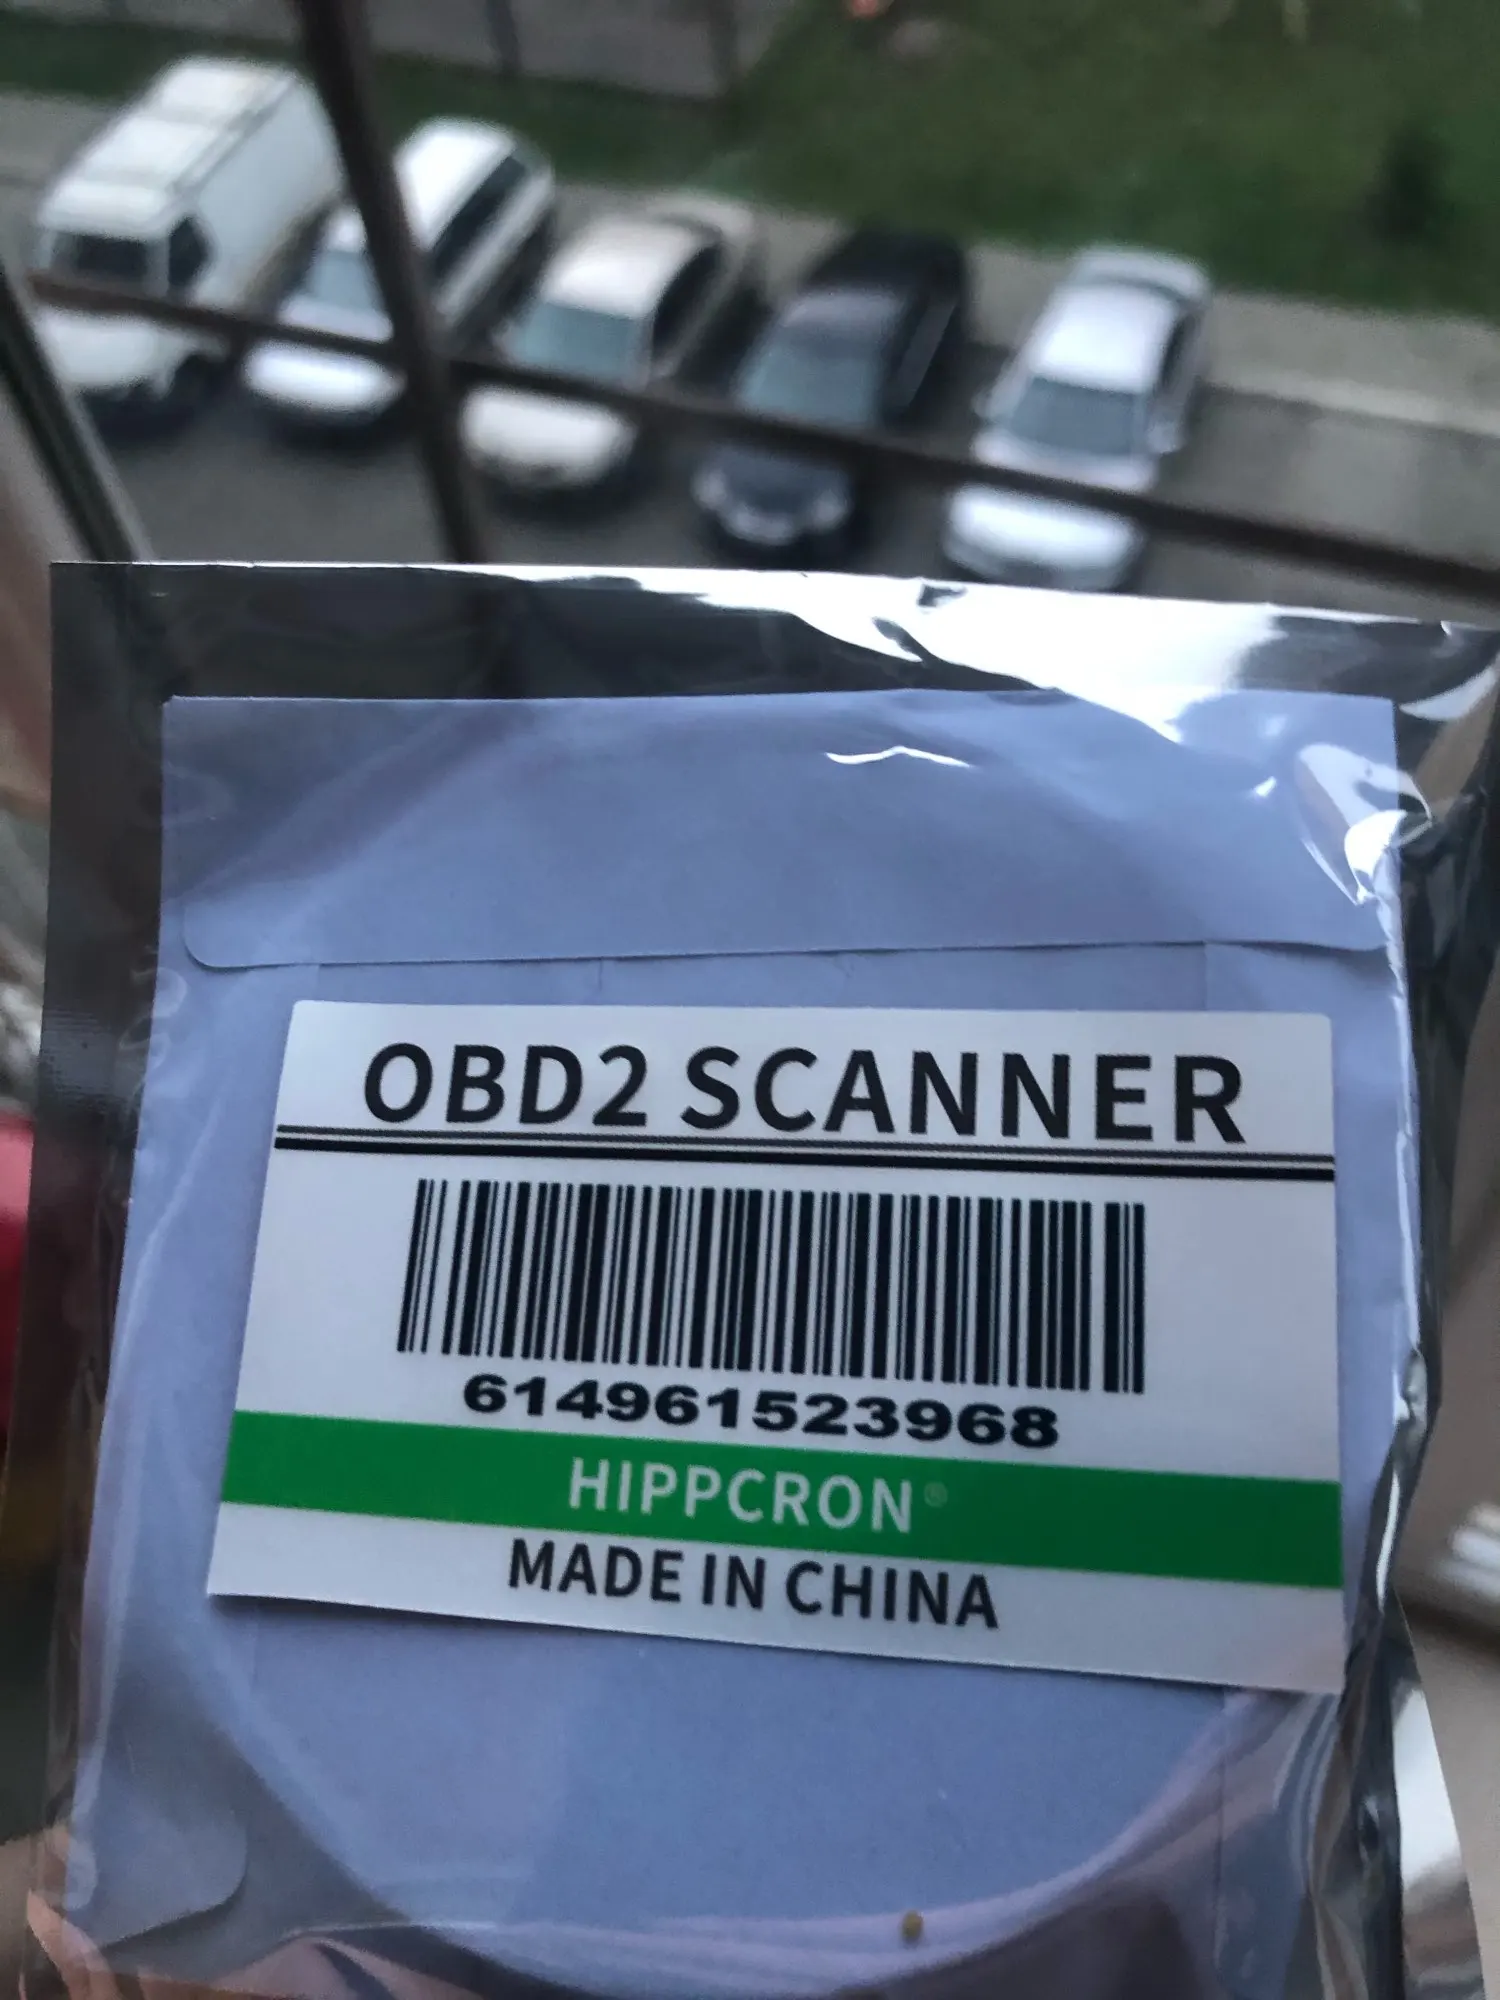 OBD2 SCANNER
614961523968
HIPPCRON®
MADE IN CHINA